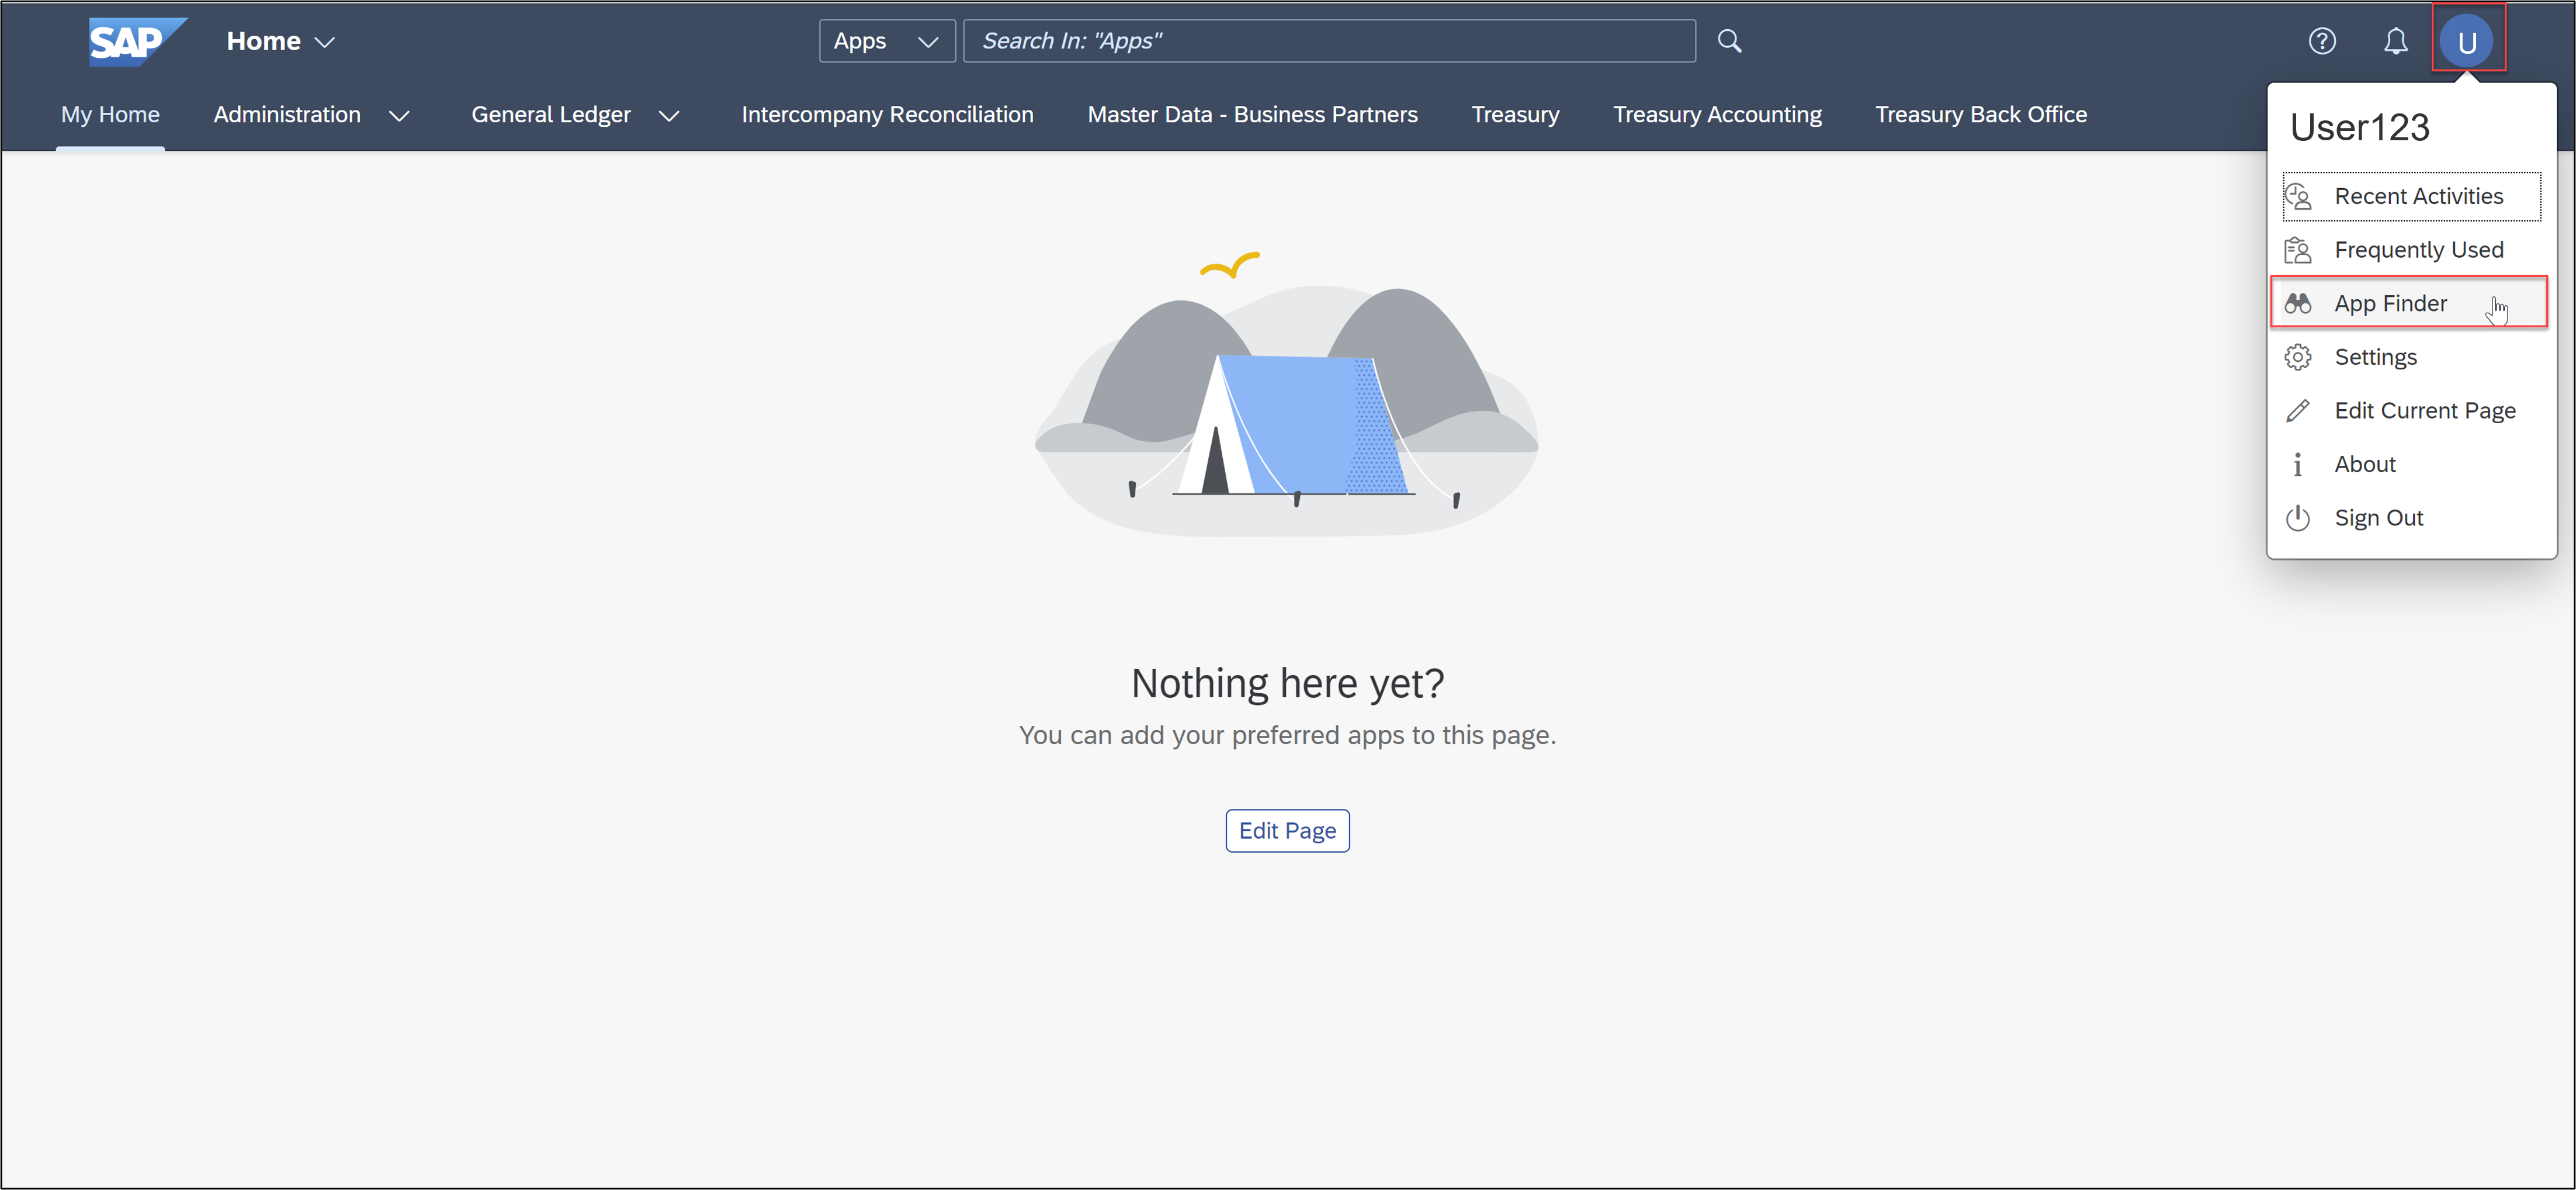 SAP Home Apps Search In: "Apps" U
My Home Administration General Ledger Intercompany Reconciliation Master Data - Business Partners Treasury Treasury Accounting Treasury Back Office
User123
Recent Activities
Frequently Used
App Finder
Settings
Edit Current Page
About
Sign Out
Nothing here yet?
You can add your preferred apps to this page.
Edit Page